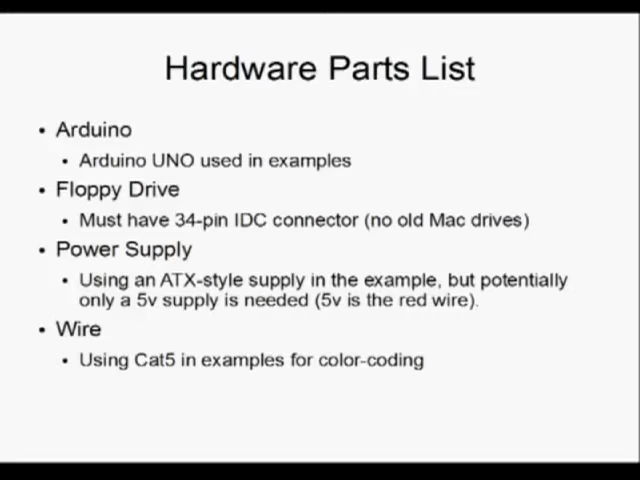 Hardware Parts List
• Arduino
• Arduino UNO used in examples
• Floppy Drive
• Must have 34-pin IDC connector (no old Mac drives)
• Power Supply
• Using an ATX-style supply in the example, but potentially
only a 5v supply is needed (5v is the red wire).
• Wire
• Using Cat5 in examples for color-coding